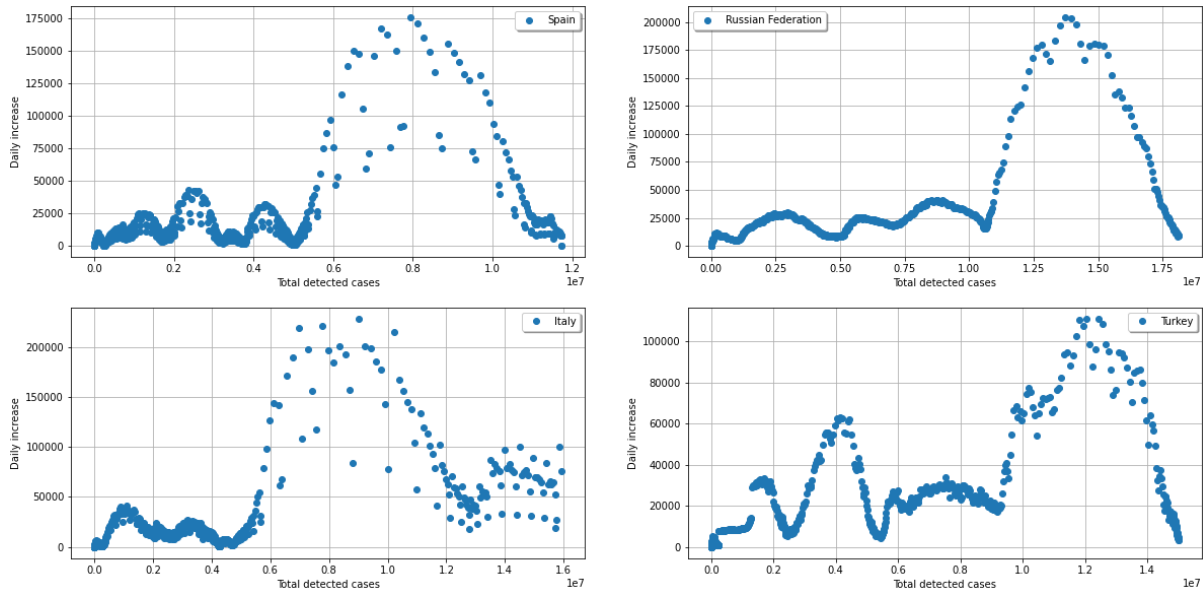 Spain
Daily increase
175000
150000
125000
100000
75000
50000
25000
0
0.0 0.2 0.4 0.6 0.8 1.0 1.2
Total detected cases
1e7
Russian Federation
Daily increase
200000
175000
150000
125000
100000
75000
50000
25000
0
0.00 0.25 0.50 0.75 1.00 1.25 1.50 1.75
Total detected cases
1e7
Italy
Daily increase
200000
150000
100000
50000
0
0.0 0.2 0.4 0.6 0.8 1.0 1.2 1.4 1.6
Total detected cases
1e7
Turkey
Daily increase
100000
80000
60000
40000
20000
0
0.0 0.2 0.4 0.6 0.8 1.0 1.2 1.4
Total detected cases
1e7